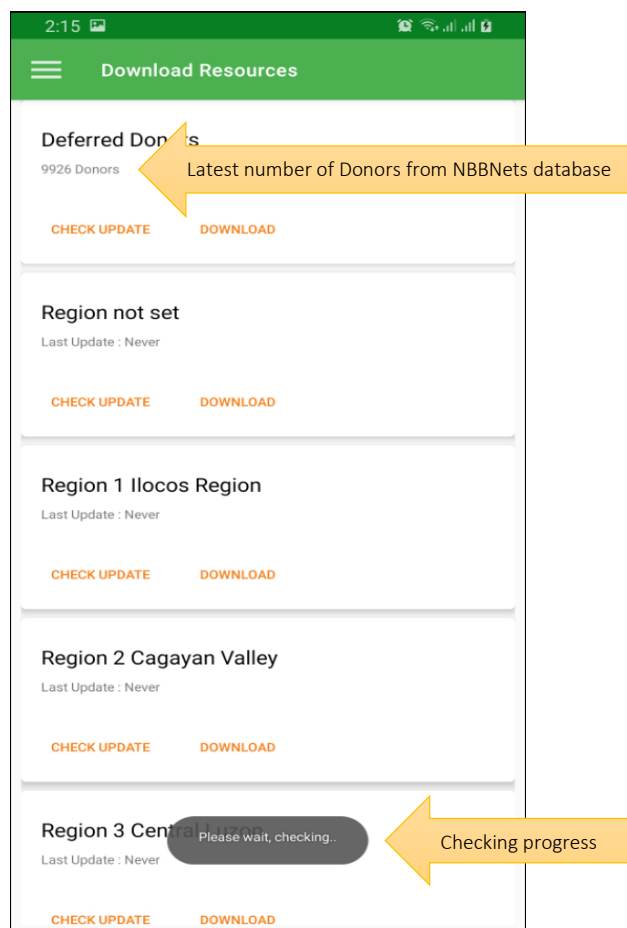 2:15
Download Resources
Deferred Donors
9926 Donors
Latest number of Donors from NBBNets database
CHECK UPDATE DOWNLOAD
Region not set
Last Update : Never
CHECK UPDATE DOWNLOAD
Region 1 Ilocos Region
Last Update : Never
CHECK UPDATE DOWNLOAD
Region 2 Cagayan Valley
Last Update : Never
CHECK UPDATE DOWNLOAD
Region 3 Central Luzon
Please wait, checking..
Checking progress
Last Update : Never
CHECK UPDATE DOWNLOAD